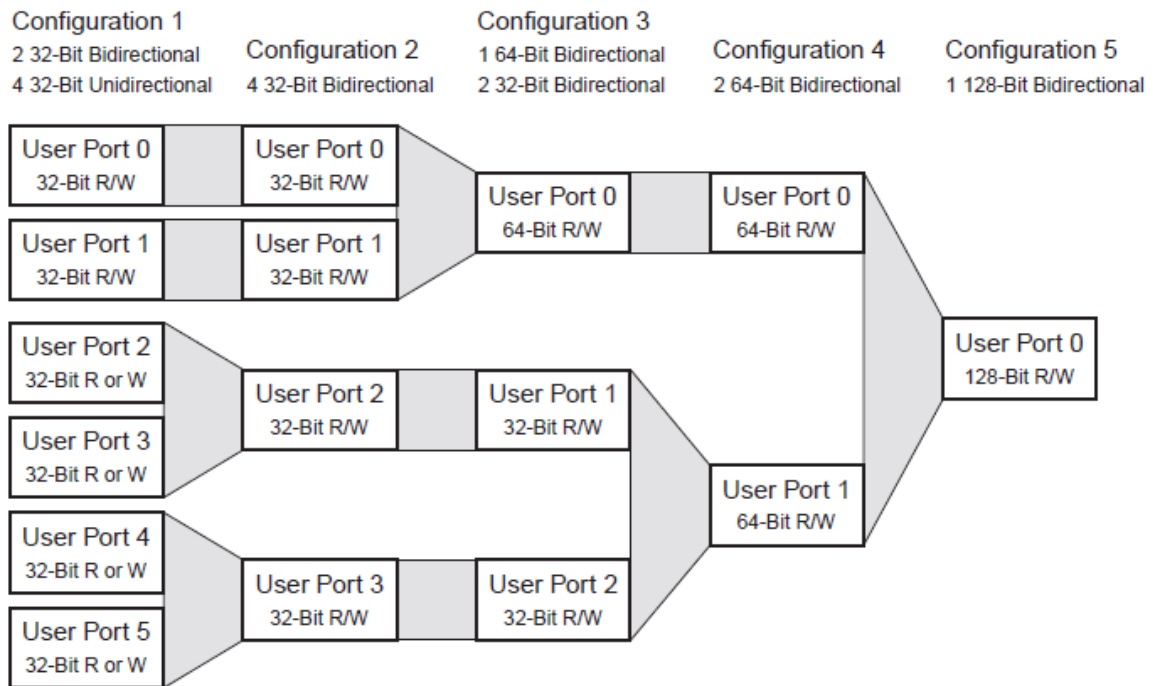 Configuration 1
2 32-Bit Bidirectional
4 32-Bit Unidirectional
Configuration 2
4 32-Bit Bidirectional
Configuration 3
1 64-Bit Bidirectional
2 32-Bit Bidirectional
Configuration 4
2 64-Bit Bidirectional
Configuration 5
1 128-Bit Bidirectional
User Port 0
32-Bit R/W
User Port 1
32-Bit R/W
User Port 2
32-Bit R or W
User Port 3
32-Bit R or W
User Port 4
32-Bit R or W
User Port 5
32-Bit R or W
User Port 0
32-Bit R/W
User Port 1
32-Bit R/W
User Port 2
32-Bit R/W
User Port 3
32-Bit R/W
User Port 0
64-Bit R/W
User Port 1
32-Bit R/W
User Port 2
32-Bit R/W
User Port 0
64-Bit R/W
User Port 1
64-Bit R/W
User Port 0
128-Bit R/W